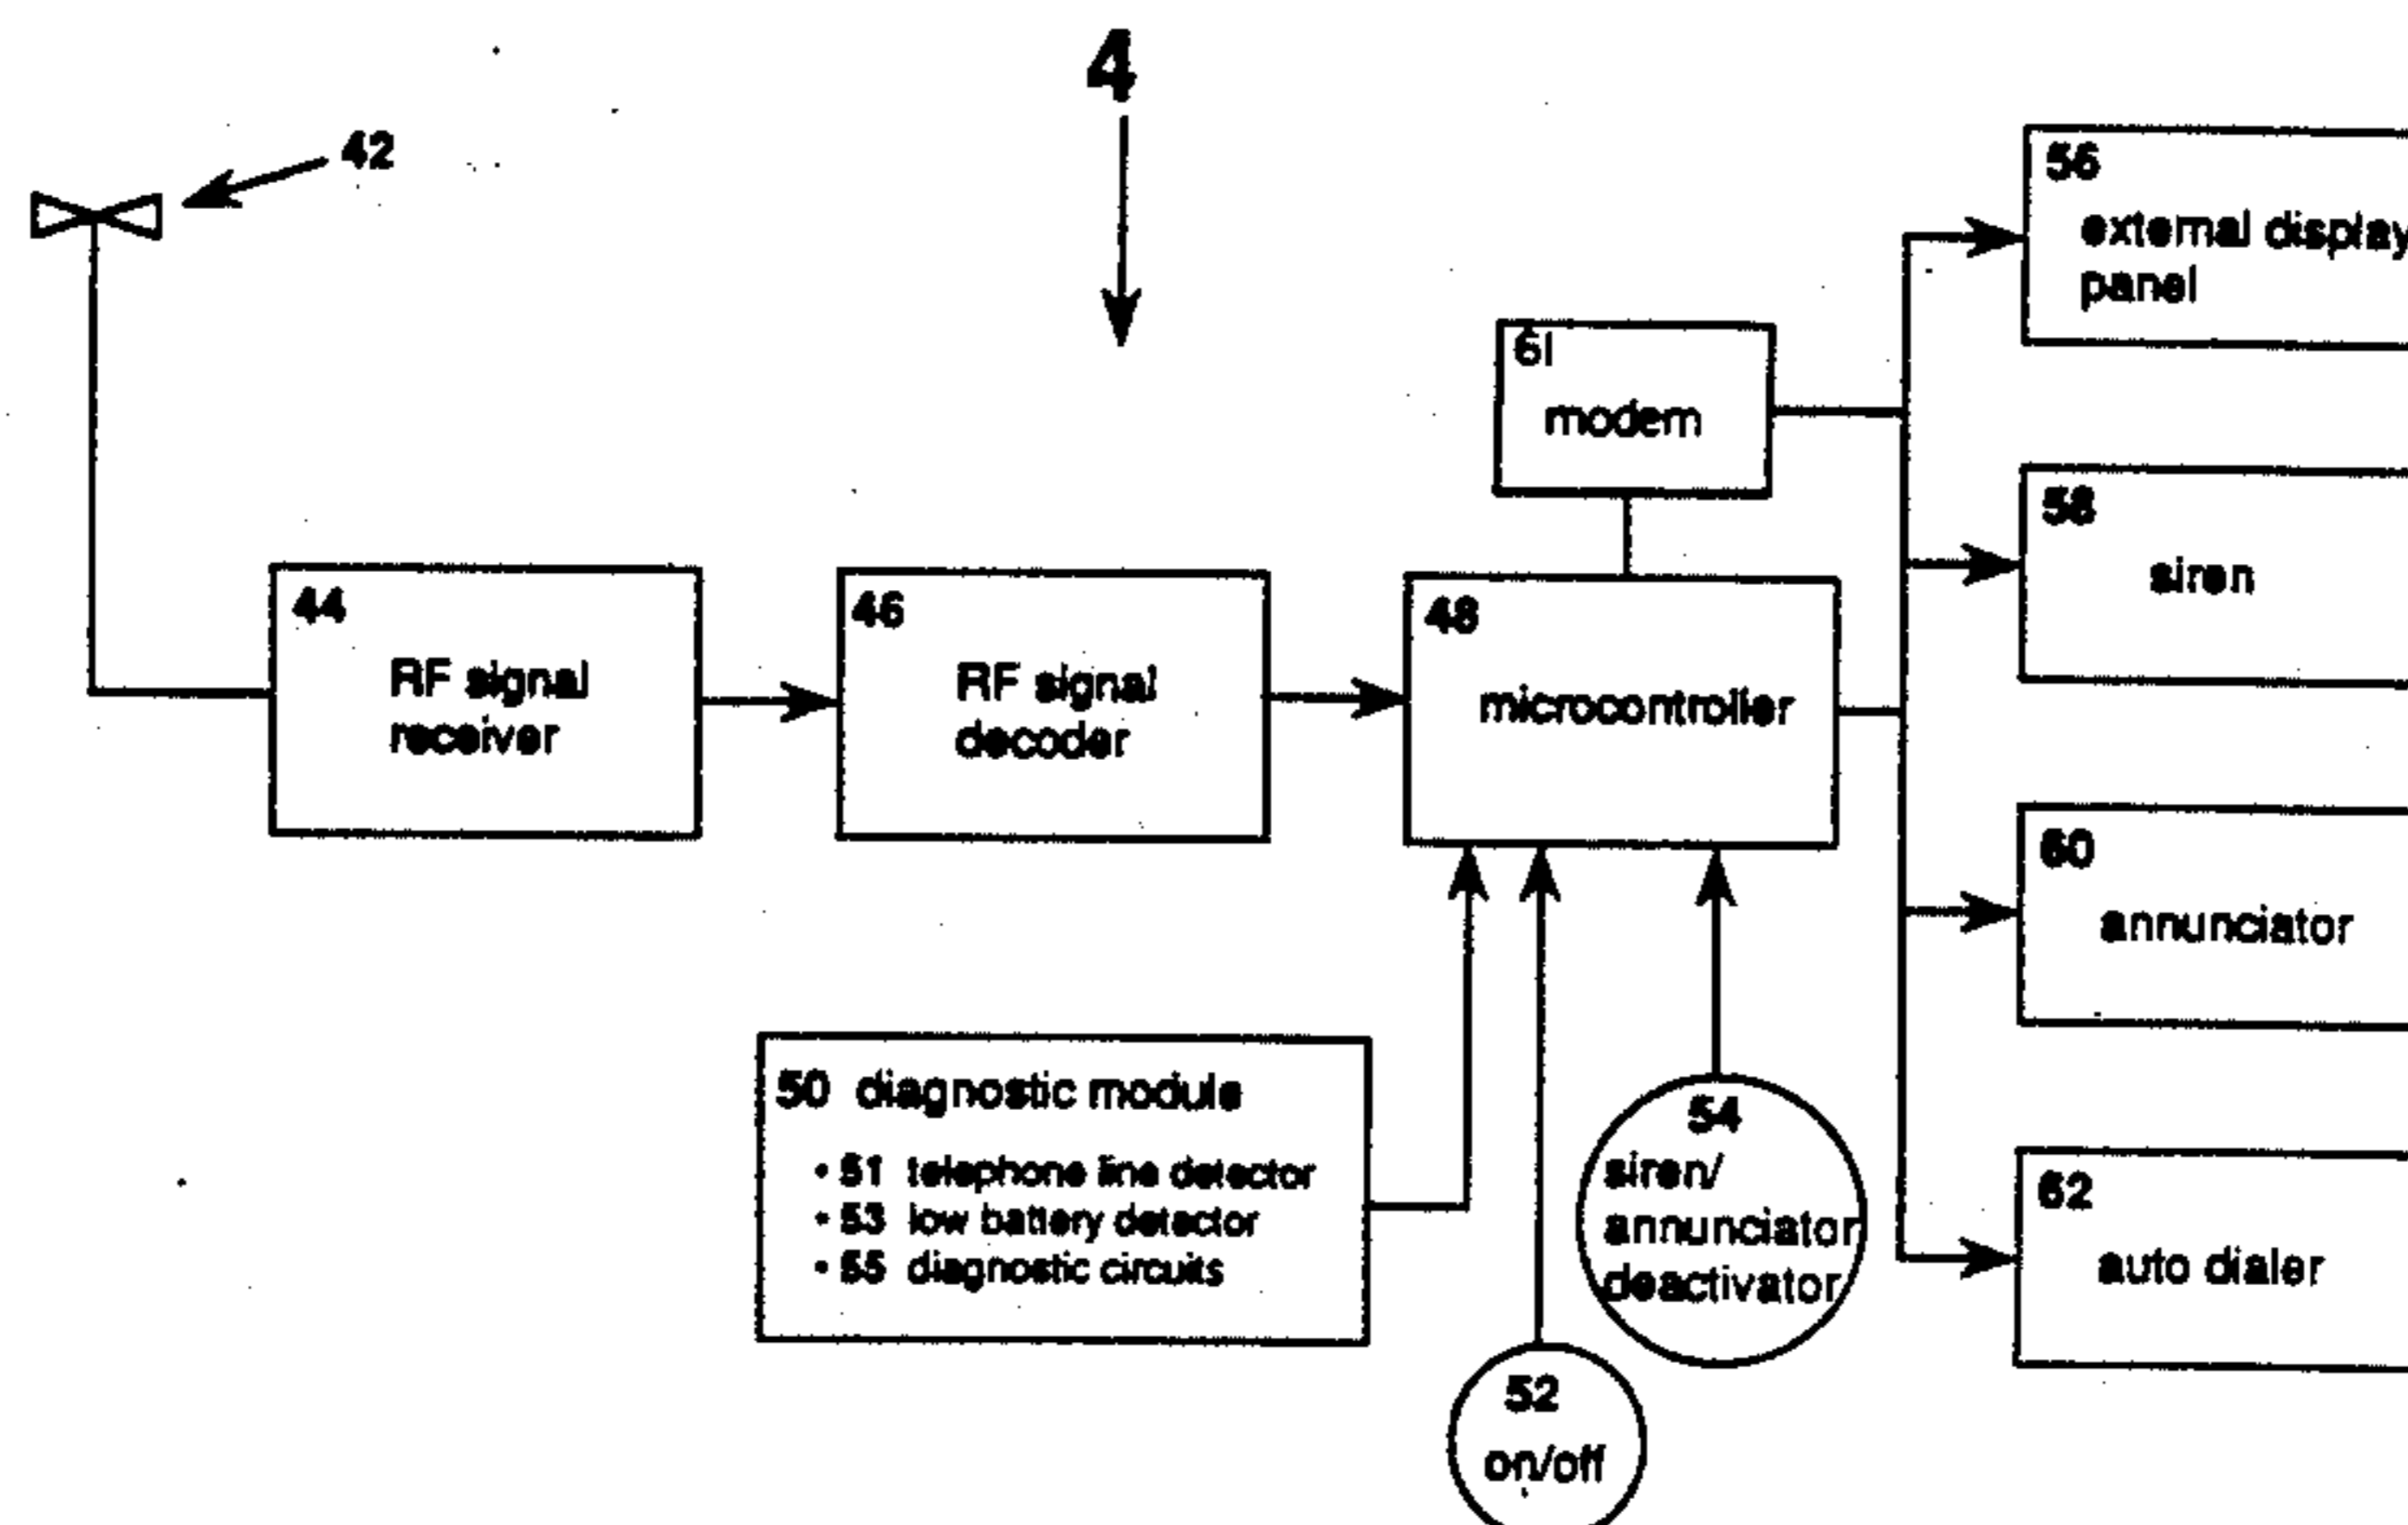 4
42
56
external display
panel
61
modem
58
siren
44
RF signal
receiver
46
RF signal
decoder
48
microcontroller
60
annunciator
50 diagnostic module
• 51 telephone line detector
• 53 low battery detector
• 55 diagnostic circuits
54
siren/
annunciator
deactivator
62
auto dialer
52
on/off